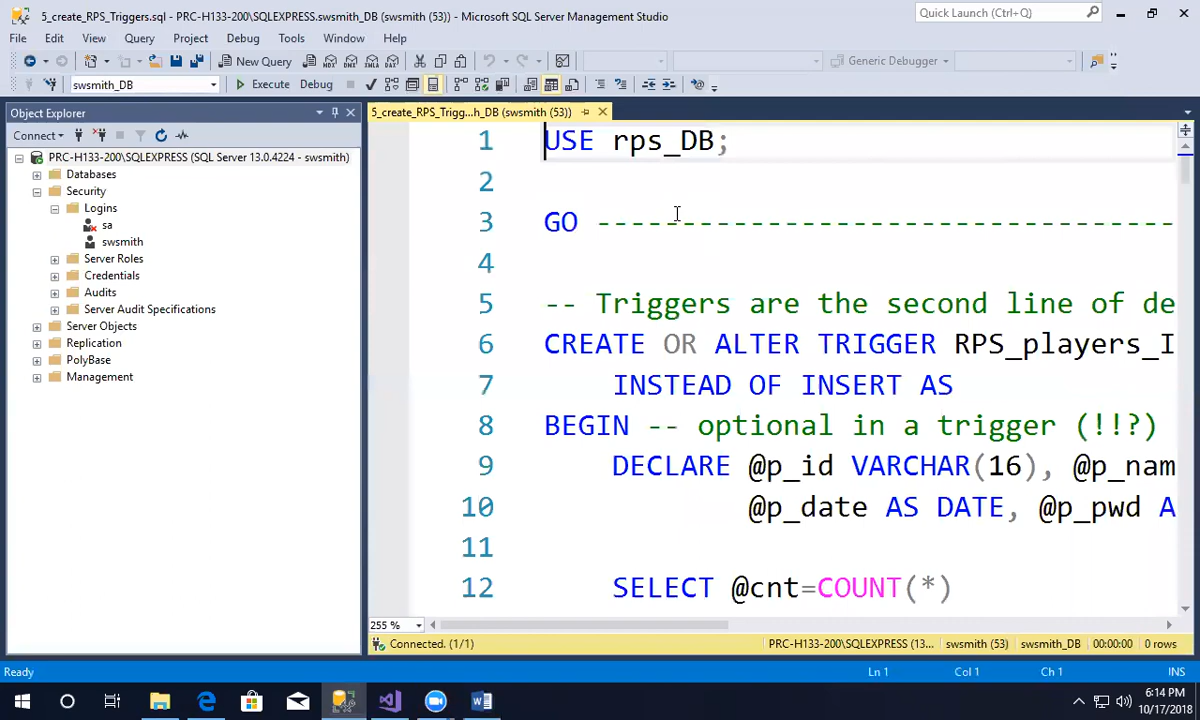 5_create_RPS_Triggers.sql - PRC-H133-200\SQLEXPRESS.swsmith_DB (swsmith (53)) - Microsoft SQL Server Management Studio
Quick Launch (Ctrl+Q)
File Edit View Query Project Debug Tools Window Help
New Query
Generic Debugger
swsmith_DB
Execute Debug
Object Explorer
5_create_RPS_Trigg...h_DB (swsmith (53))
Connect
PRC-H133-200\SQLEXPRESS (SQL Server 13.0.4224 - swsmith)
Databases
Security
Logins
sa
swsmith
Server Roles
Credentials
Audits
Server Audit Specifications
Server Objects
Replication
PolyBase
Management
1 USE rps_DB;
2
3 GO ----------------------------------
4
5 -- Triggers are the second line of de
6 CREATE OR ALTER TRIGGER RPS_players_I
7 INSTEAD OF INSERT AS
8 BEGIN -- optional in a trigger (!!?)
9 DECLARE @p_id VARCHAR(16), @p_nam
10 @p_date AS DATE, @p_pwd A
11
12 SELECT @cnt=COUNT(*)
255 %
Connected. (1/1)
PRC-H133-200\SQLEXPRESS (13... swsmith (53) swsmith_DB 00:00:00 0 rows
Ready
Ln 1 Col 1 Ch 1 INS
6:14 PM
10/17/2018